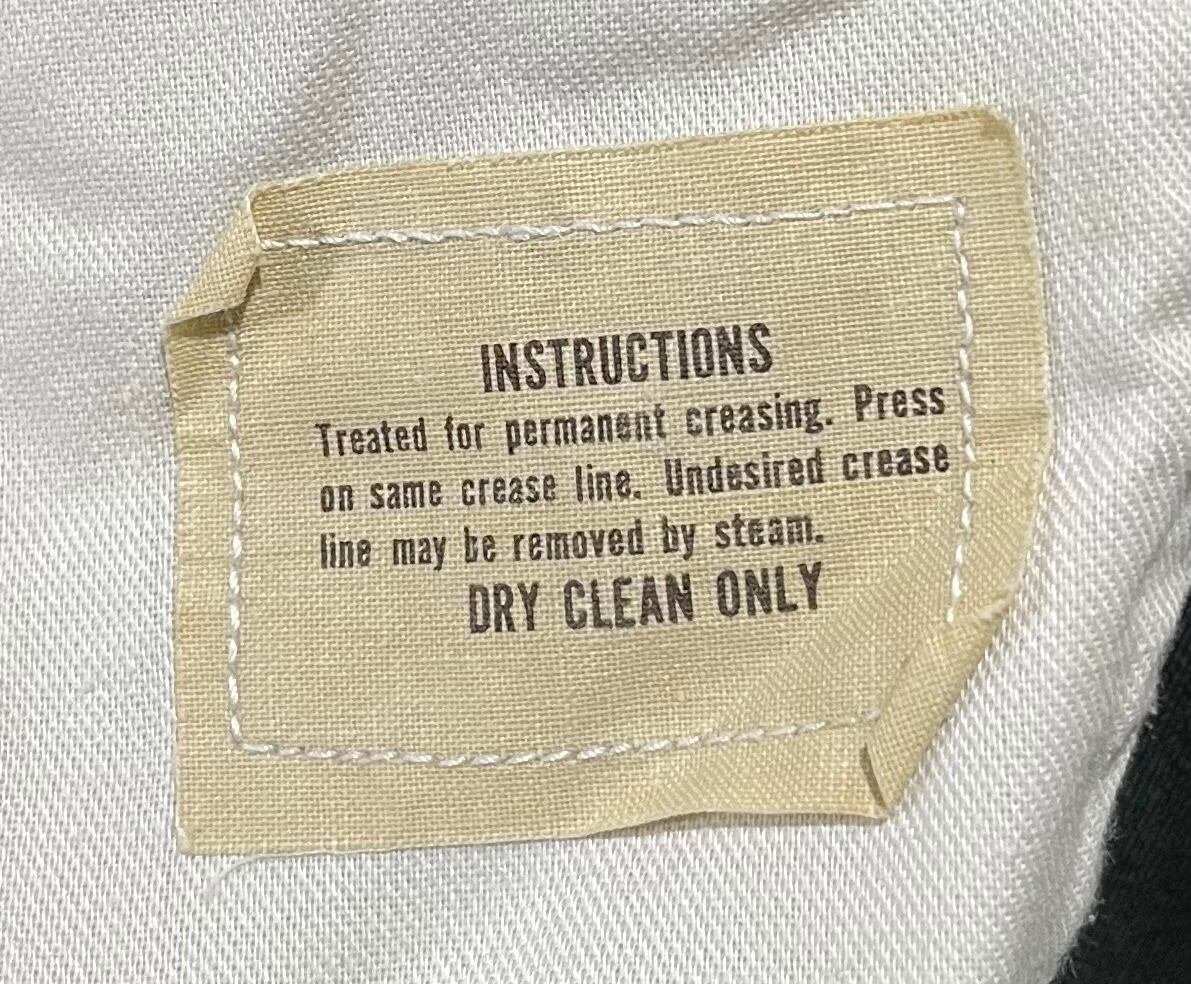 INSTRUCTIONS
Treated for permanent creasing. Press
on same crease line. Undesired crease
line may be removed by steam.
DRY CLEAN ONLY